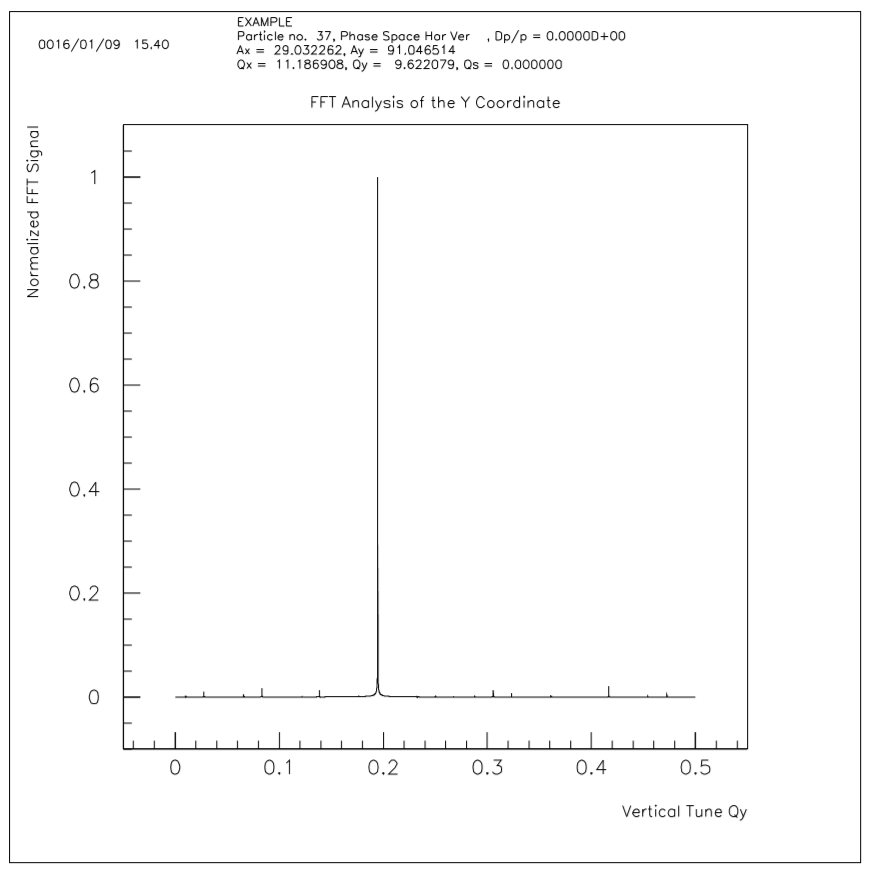 EXAMPLE
0016/01/09 15.40
Particle no. 37, Phase Space Hor Ver , Dp/p = 0.0000D+00
Ax = 29.032262, Ay = 91.046514
Qx = 11.186908, Qy = 9.622079, Qs = 0.000000
FFT Analysis of the Y Coordinate
Normalized FFT Signal
1
0.8
0.6
0.4
0.2
0
0 0.1 0.2 0.3 0.4 0.5
Vertical Tune Qy